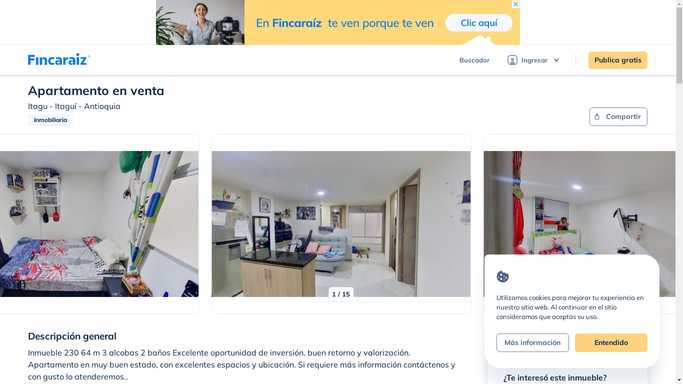 En Fincaraíz te ven porque te ven
Clic aquí
Fincaraíz
Buscador
Ingresar
Publica gratis
Apartamento en venta
Itagu - Itaguí - Antioquia
Inmobiliaria
Compartir
1 / 15
Descripción general
Inmueble 230 64 m 3 alcobas 2 baños Excelente oportunidad de inversión, buen retorno y valorización.
Apartamento en muy buen estado, con excelentes espacios y ubicación. Si requiere más información contáctenos y
con gusto lo atenderemos..
Utilizamos cookies para mejorar tu experiencia en
nuestro sitio web. Al continuar en el sitio
consideramos que aceptas su uso.
Más información
Entendido
¿Te interesó este inmueble?